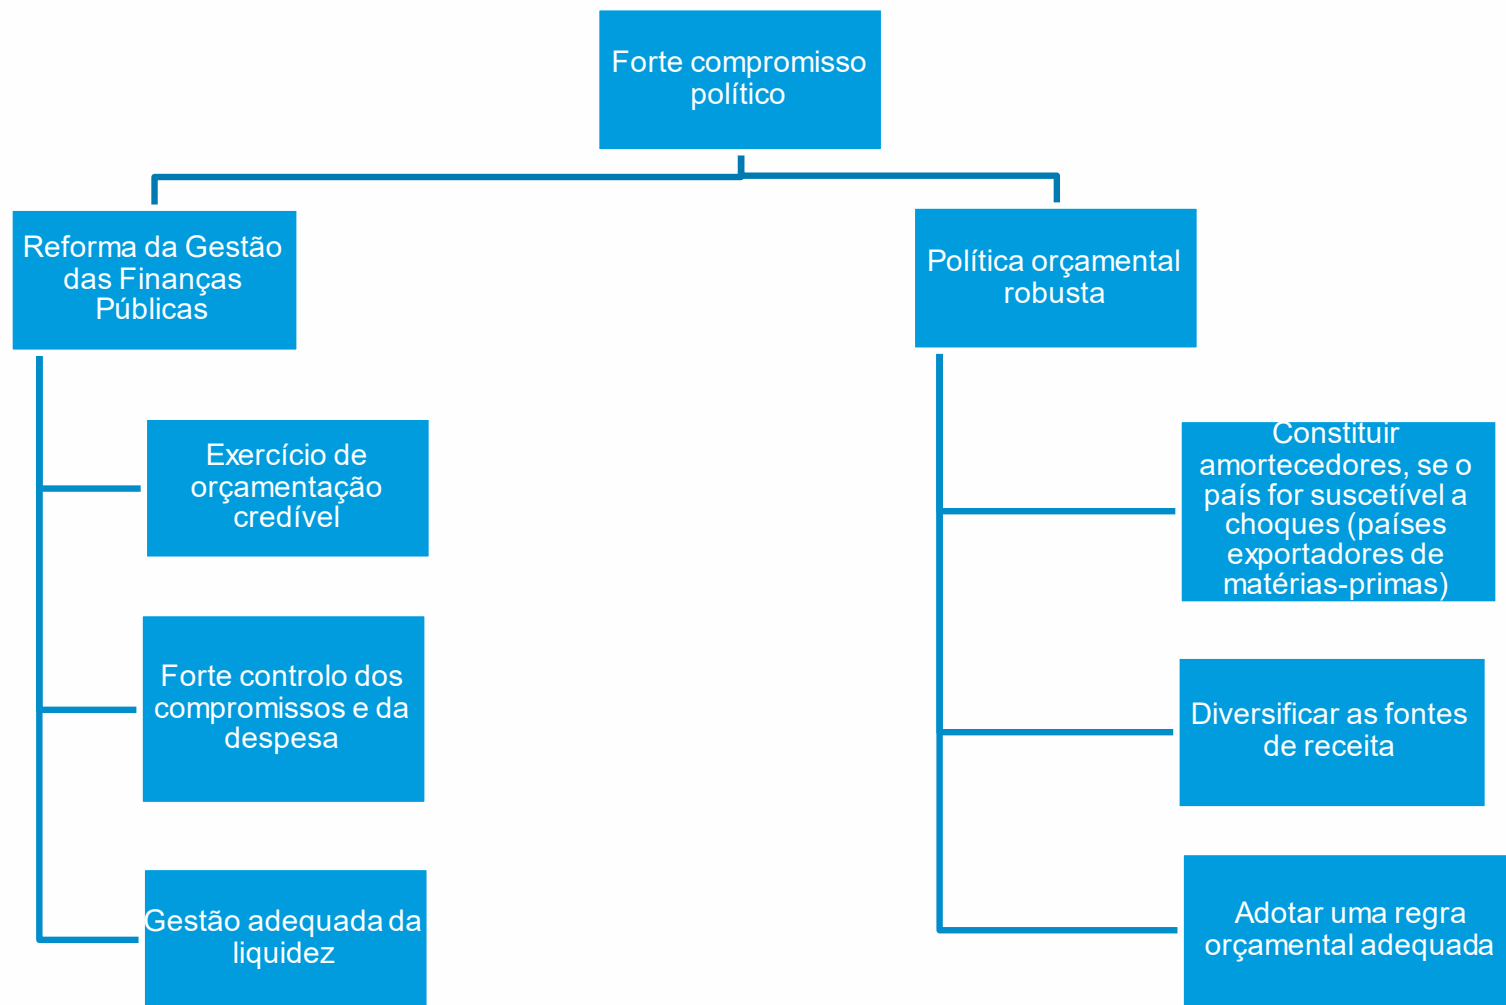 Forte compromisso
político
Reforma da Gestão
das Finanças
Públicas
Exercício de
orçamentação
credível
Forte controlo dos
compromissos e da
despesa
Gestão adequada da
liquidez
Política orçamental
robusta
Constituir
amortecedores, se o
país for suscetível a
choques (países
exportadores de
matérias-primas)
Diversificar as fontes
de receita
Adotar uma regra
orçamental adequada